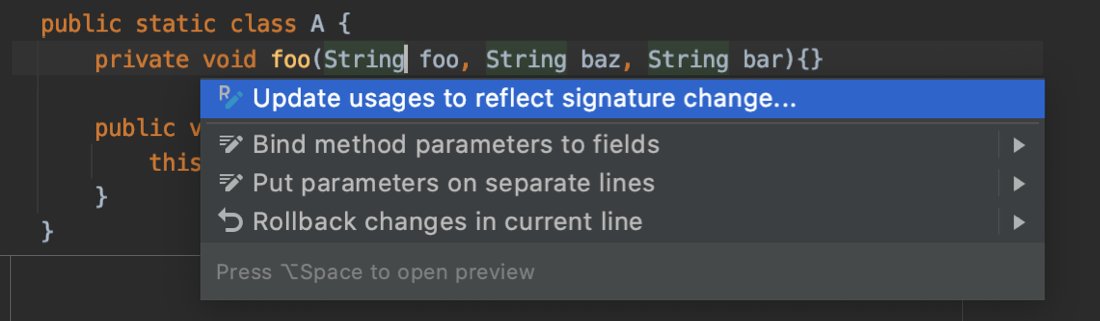 public static class A {
private void foo(String foo, String baz, String bar){}
Update usages to reflect signature change...
public v
Bind method parameters to fields
this
Put parameters on separate lines
}
Rollback changes in current line
}
Press ⌥Space to open preview